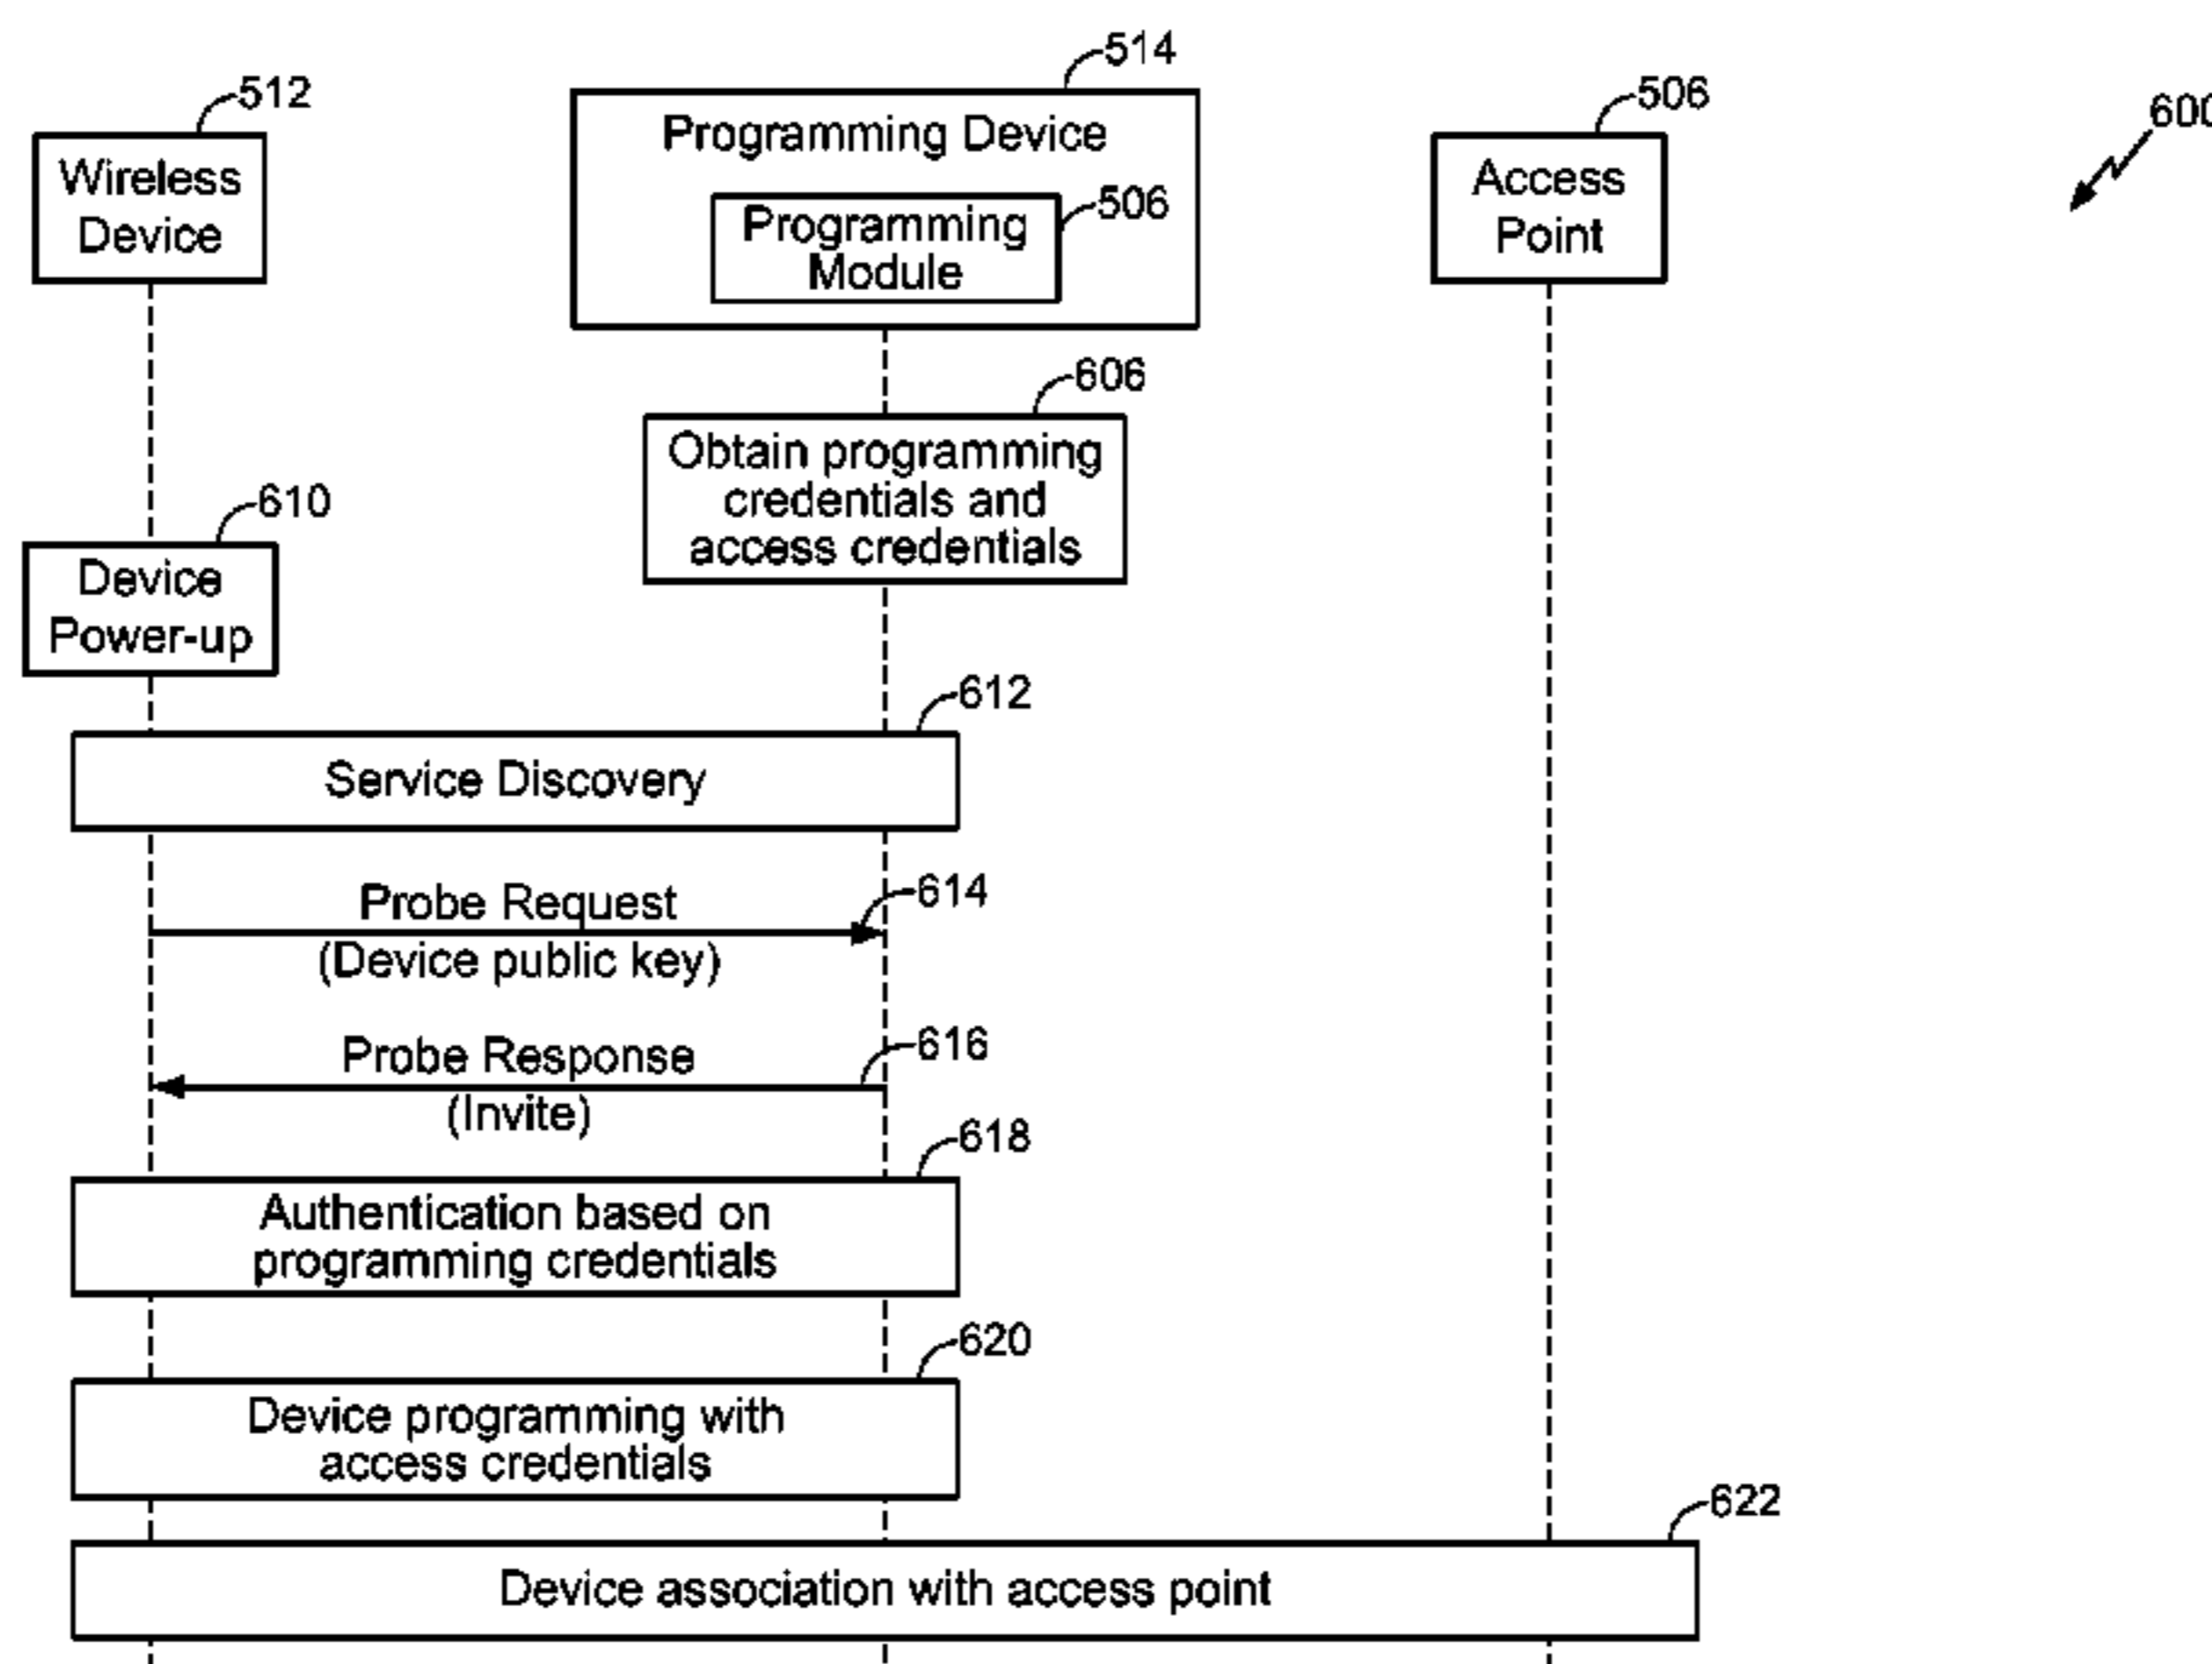 514
512
506
600
Programming Device
Wireless
Device
506
Programming
Module
Access
Point
606
Obtain programming
credentials and
access credentials
610
Device
Power-up
612
Service Discovery
614
Probe Request
(Device public key)
616
Probe Response
(Invite)
618
Authentication based on
programming credentials
620
Device programming with
access credentials
622
Device association with access point